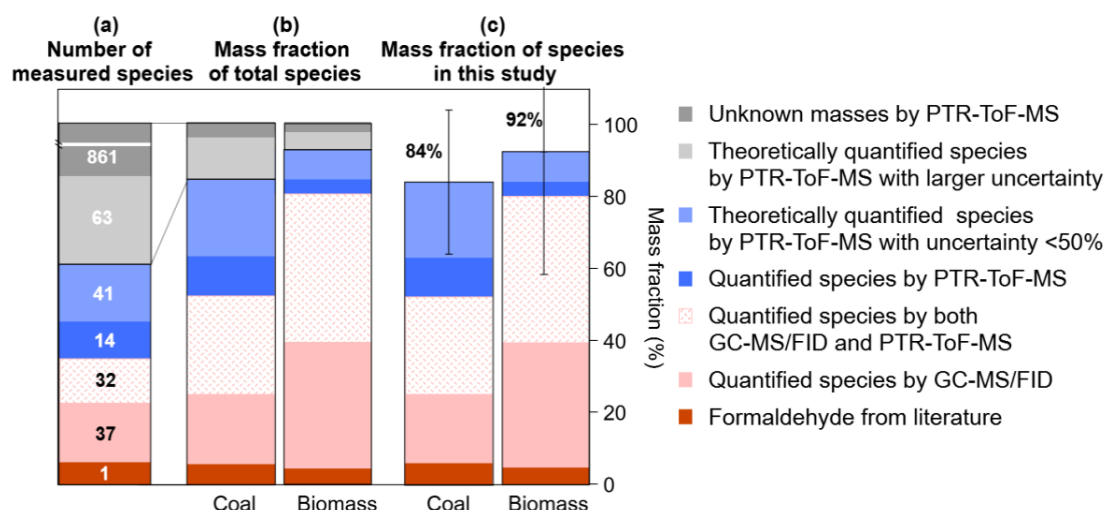 (a)
Number of
measured species
(b)
Mass fraction
of total species
(c)
Mass fraction of species
in this study
861
63
41
14
32
37
1
84%
92%
100
80
60
40
20
0
Mass fraction (%)
Coal
Biomass
Coal
Biomass
Unknown masses by PTR-ToF-MS
Theoretically quantified species
by PTR-ToF-MS with larger uncertainty
Theoretically quantified species
by PTR-ToF-MS with uncertainty <50%
Quantified species by PTR-ToF-MS
Quantified species by both
GC-MS/FID and PTR-ToF-MS
Quantified species by GC-MS/FID
Formaldehyde from literature